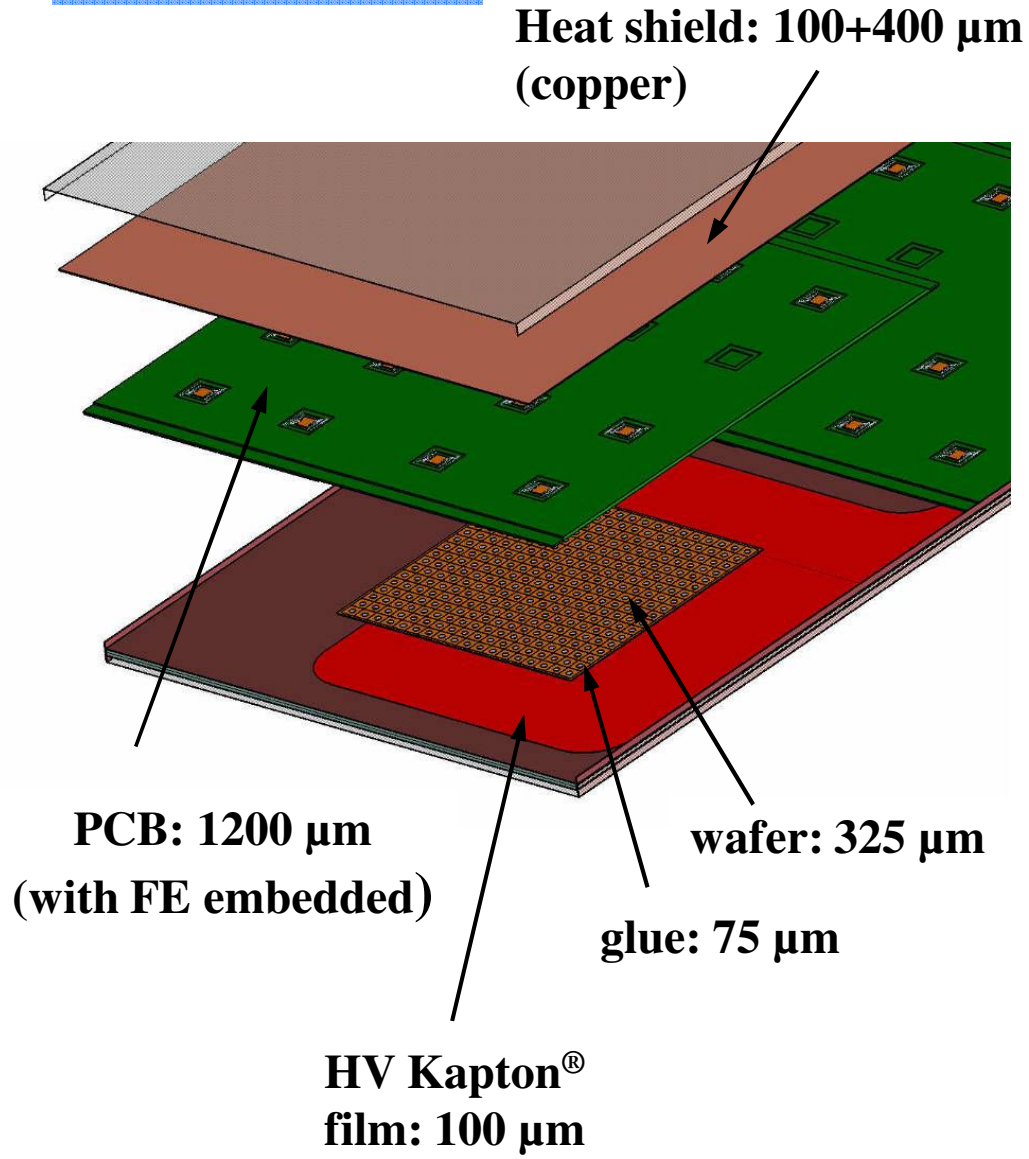 Heat shield: 100+400 µm
(copper)
PCB: 1200 µm
(with FE embedded)
wafer: 325 µm
glue: 75 µm
HV Kapton®
film: 100 µm